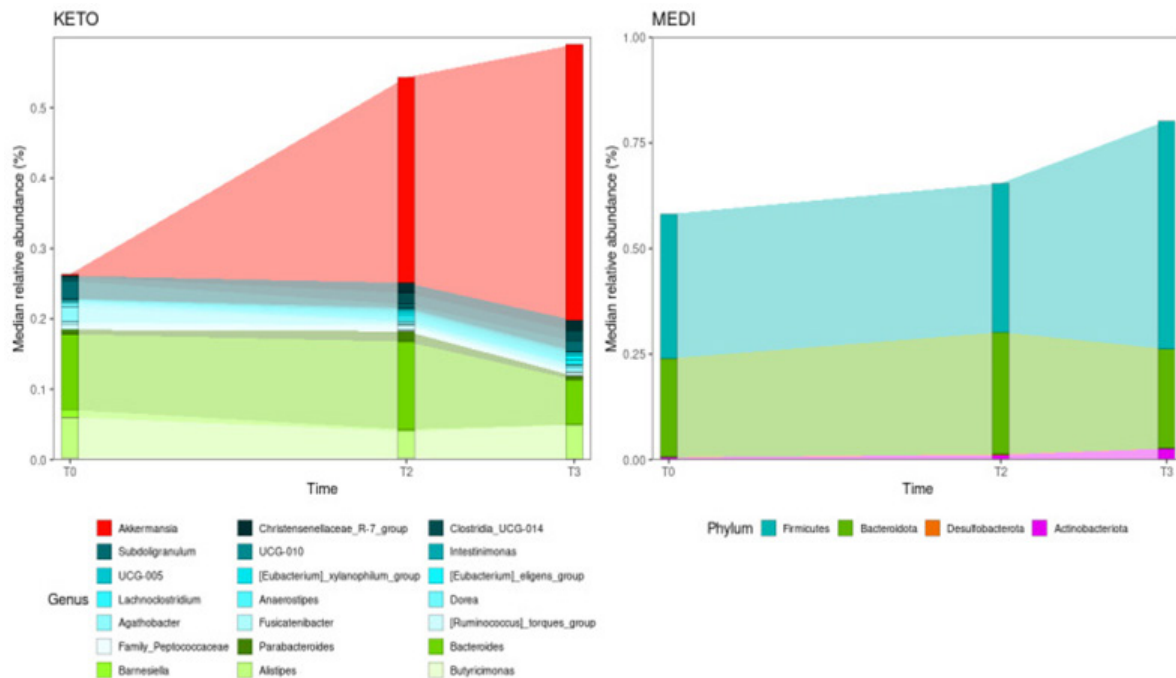 KETO
MEDI
Median relative abundance (%)
0.5
0.4
0.3
0.2
0.1
0.0
T0
T2
T3
Time
Median relative abundance (%)
1.00
0.75
0.50
0.25
0.00
T0
T2
T3
Time
Genus
Akkermansia
Christensenellaceae_R-7_group
Clostridia_UCG-014
Subdoligranulum
UCG-010
Intestinimonas
UCG-005
[Eubacterium]_xylanophilum_group
[Eubacterium]_eligens_group
Lachnoclostridium
Anaerostipes
Dorea
Agathobacter
Fusicatenibacter
[Ruminococcus]_torques_group
Family_Peptococcaceae
Parabacteroides
Bacteroides
Barnesiella
Alistipes
Butyricimonas
Phylum
Firmicutes
Bacteroidota
Desulfobacterota
Actinobacteriota